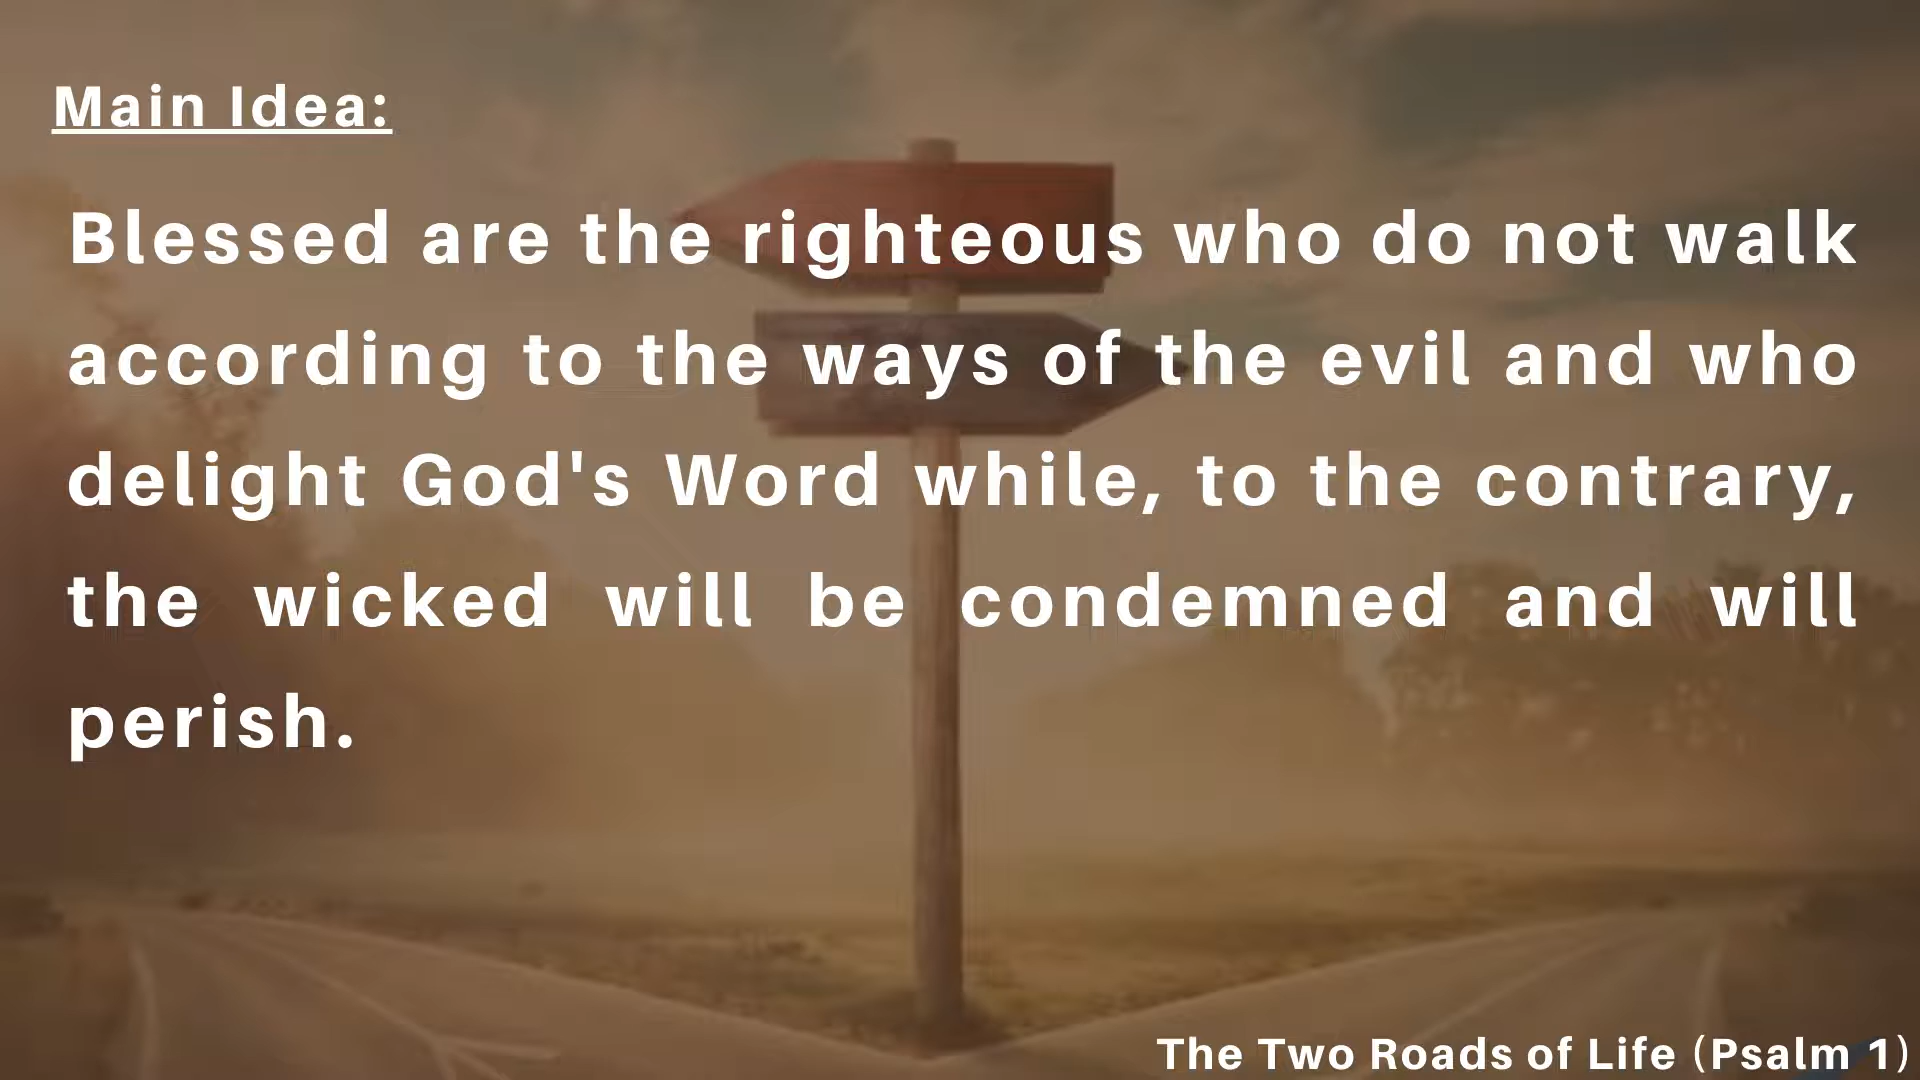 Main Idea:
Blessed are the righteous who do not walk
according to the ways of the evil and who
delight God's Word while, to the contrary,
the wicked will be condemned and will
perish.
The Two Roads of Life (Psalm 1)